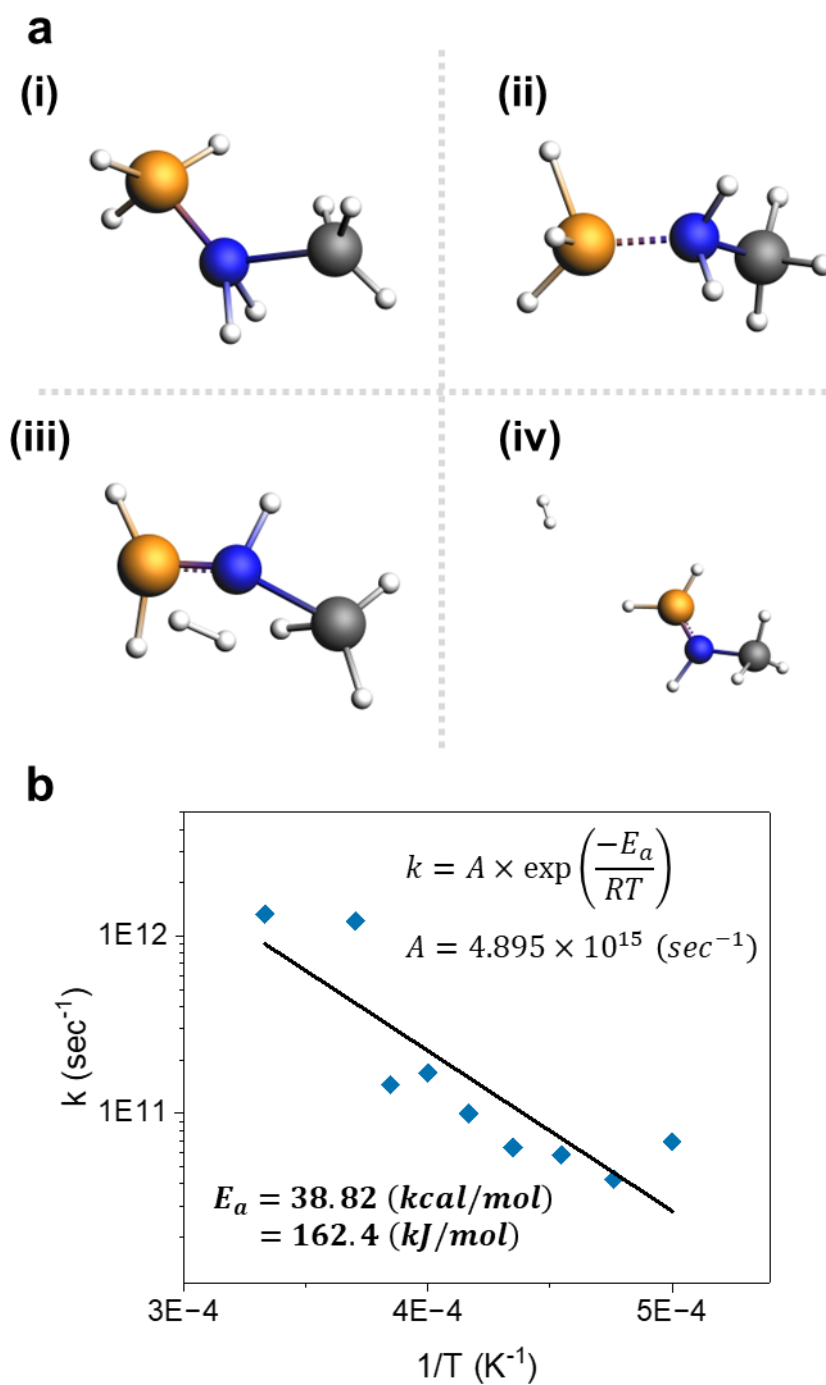 a
(i)
(ii)
(iii)
(iv)
b
k = A × exp(−Ea/RT)
A = 4.895 × 10^15 (sec^-1)
1E12
1E11
k (sec^-1)
Ea = 38.82 (kcal/mol)
= 162.4 (kJ/mol)
3E−4
4E−4
5E−4
1/T (K^-1)